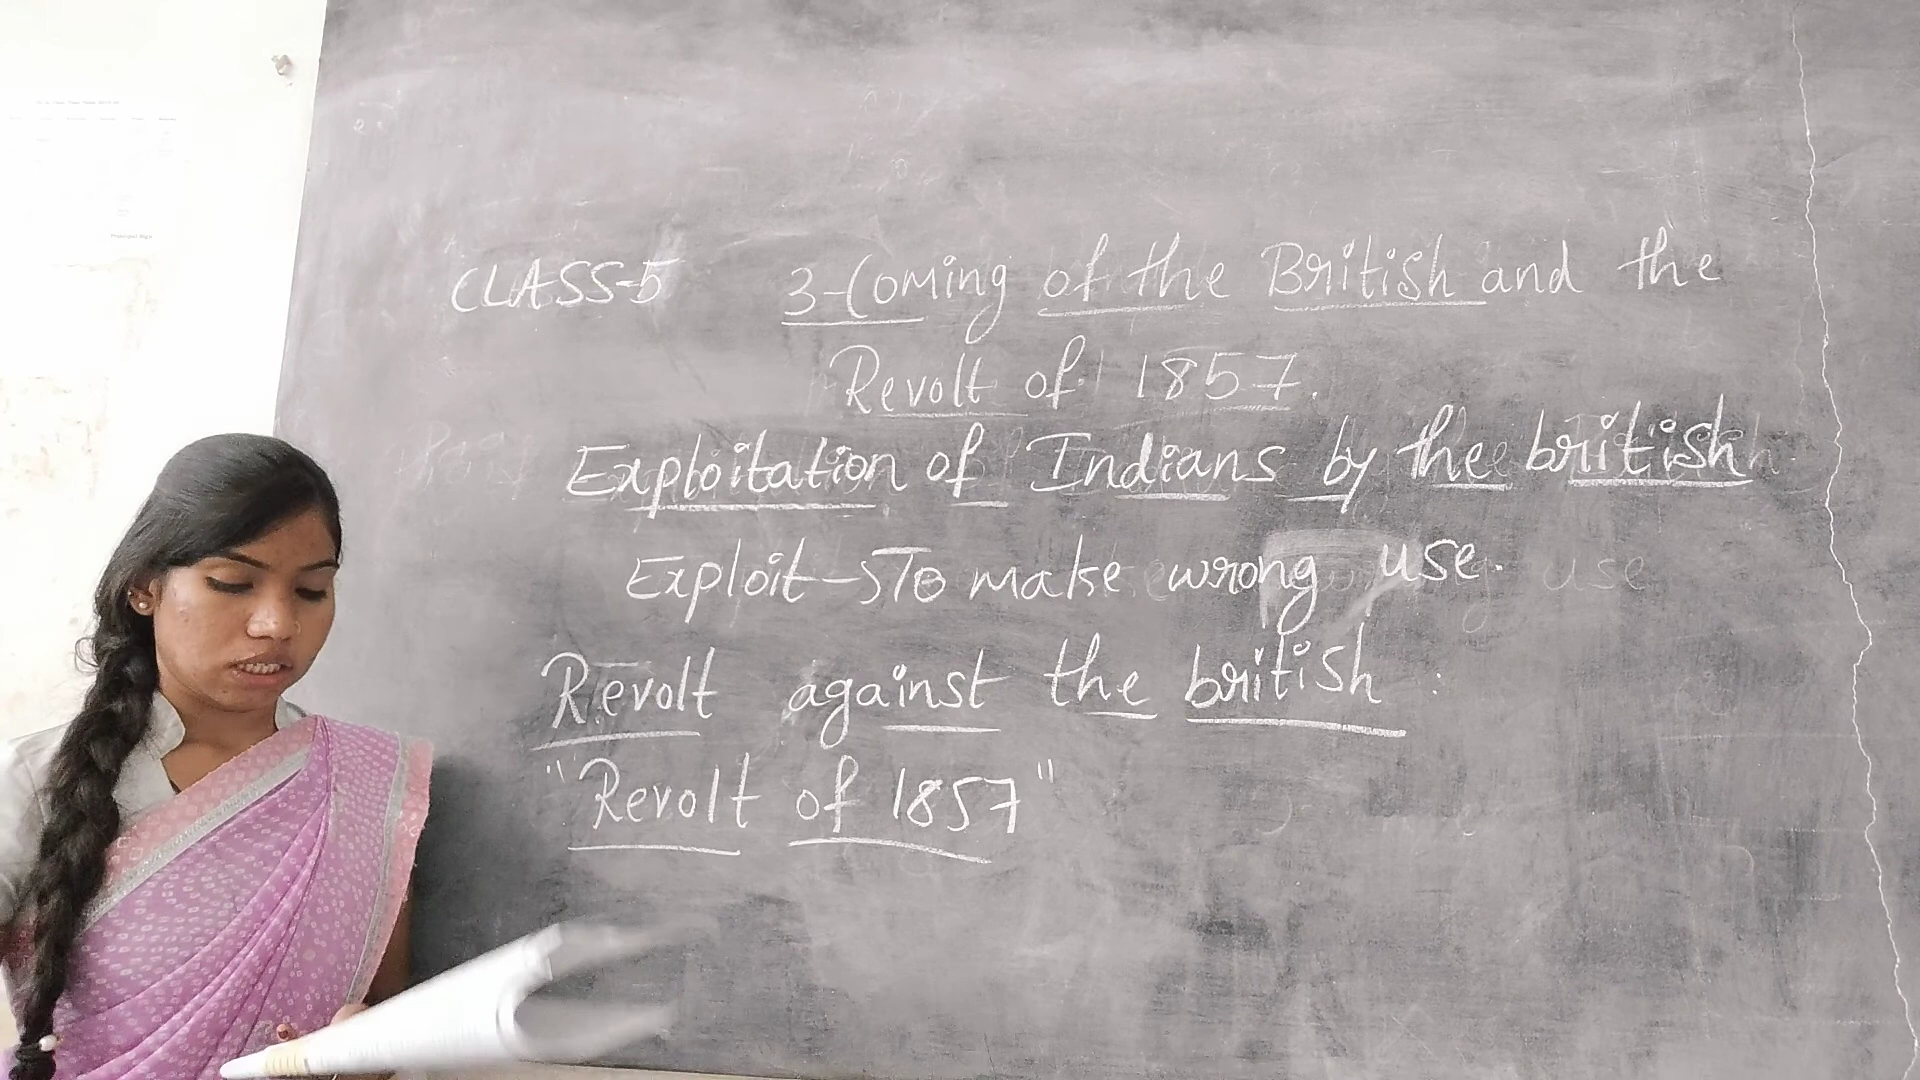 CLASS-5 3-Coming of the British and the
Revolt of 1857.
Exploitation of Indians by the british
Exploit → To make wrong use.
Revolt against the british :
"Revolt of 1857"